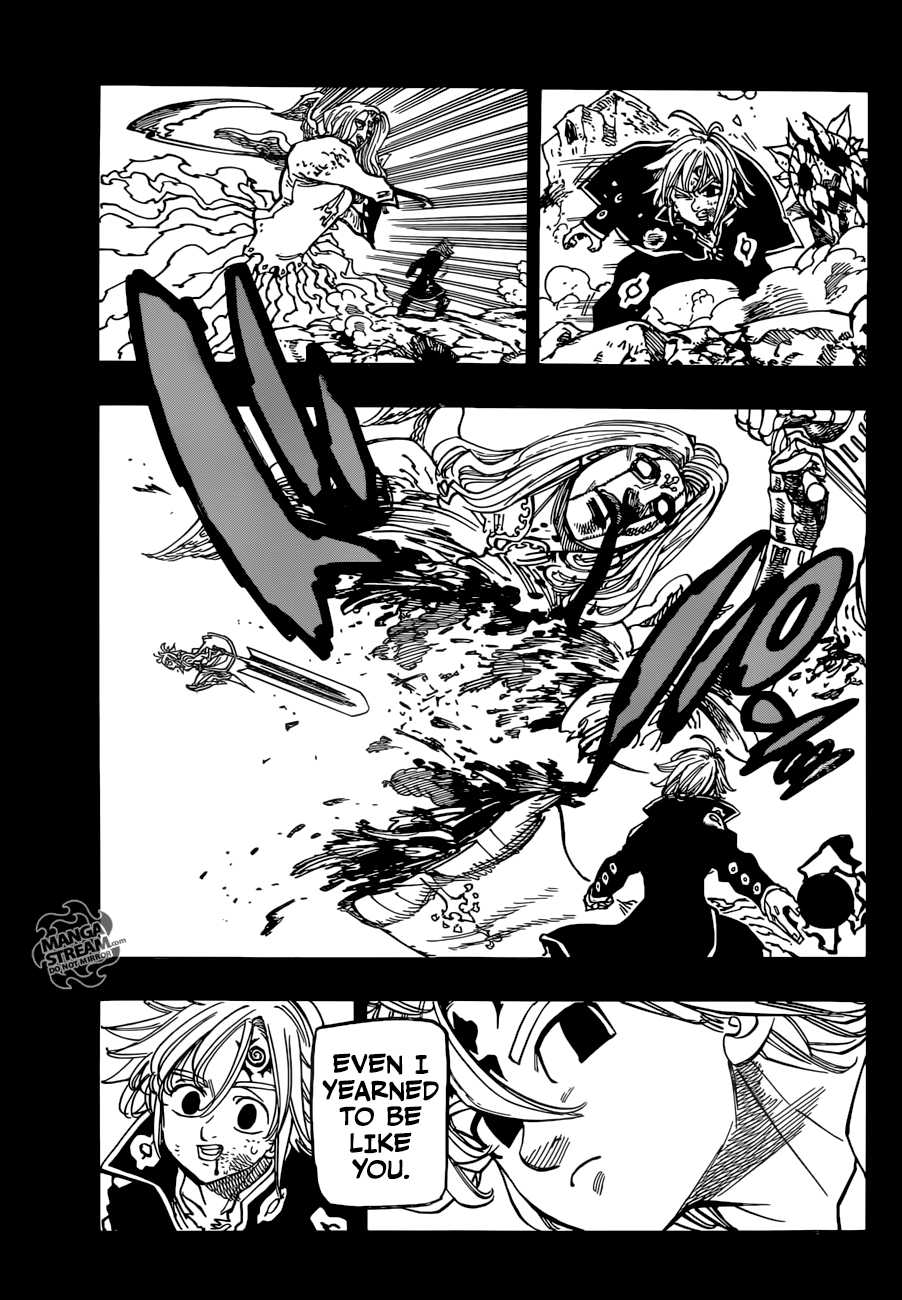 MANGA
STREAM.com
DO NOT MIRROR
EVEN I
YEARNED
TO BE
LIKE
YOU.